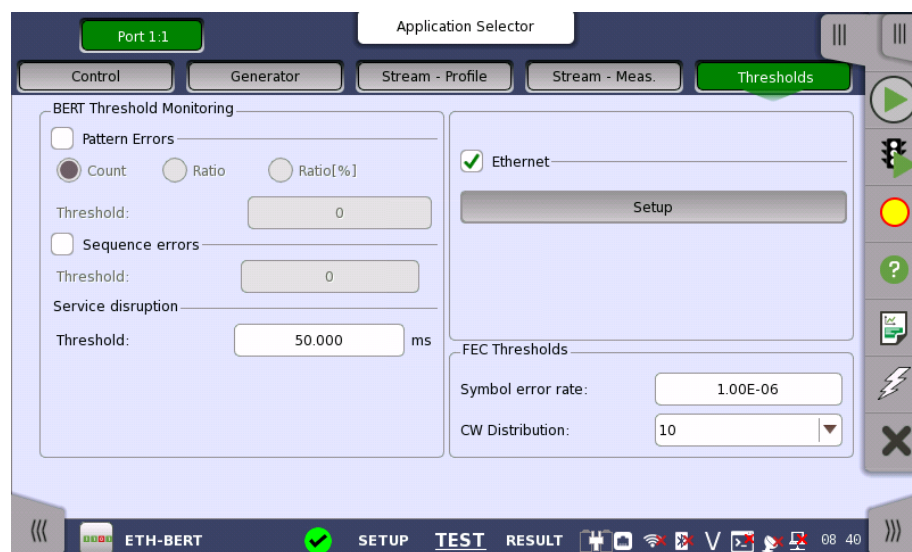 Port 1:1
Application Selector
Control
Generator
Stream - Profile
Stream - Meas.
Thresholds
BERT Threshold Monitoring
Pattern Errors
Count
Ratio
Ratio[%]
Threshold:
0
Sequence errors
Threshold:
0
Service disruption
Threshold:
50.000
ms
Ethernet
Setup
FEC Thresholds
Symbol error rate:
1.00E-06
CW Distribution:
10
ETH-BERT
SETUP
TEST
RESULT
V
08 40